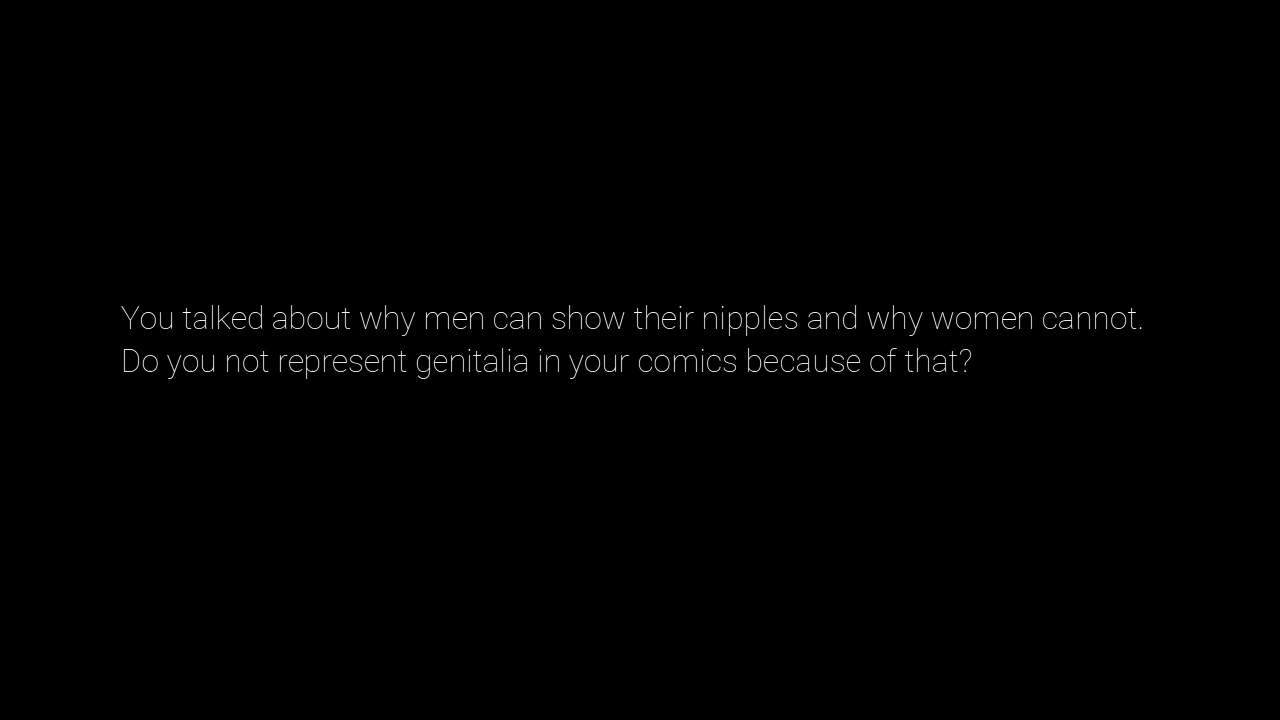 You talked about why men can show their nipples and why women cannot.
Do you not represent genitalia in your comics because of that?